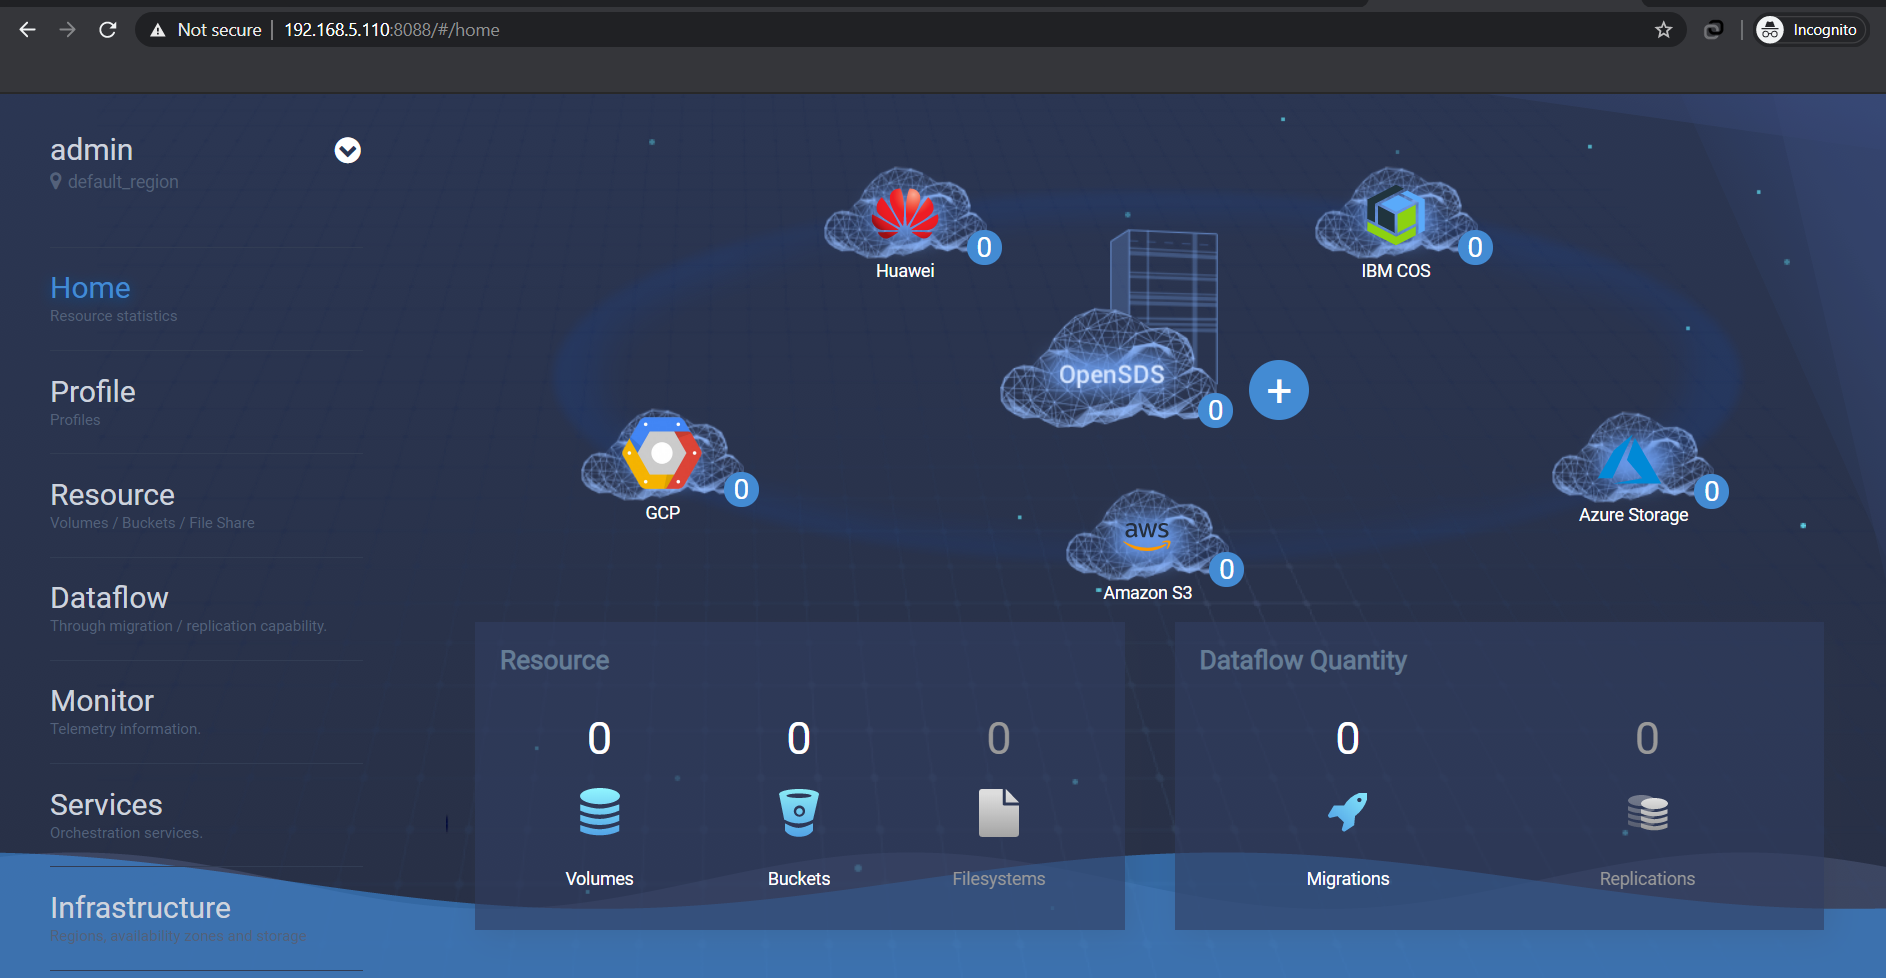 Not secure
192.168.5.110:8088/#/home
Incognito
admin
default_region
Home
Resource statistics
Profile
Profiles
Resource
Volumes / Buckets / File Share
Dataflow
Through migration / replication capability.
Monitor
Telemetry information.
Services
Orchestration services.
Infrastructure
Regions, availability zones and storage
0
Huawei
0
IBM COS
OpenSDS
0
+
0
GCP
aws
0
Amazon S3
0
Azure Storage
Resource
0 0 0
Volumes Buckets Filesystems
Dataflow Quantity
0 0
Migrations Replications